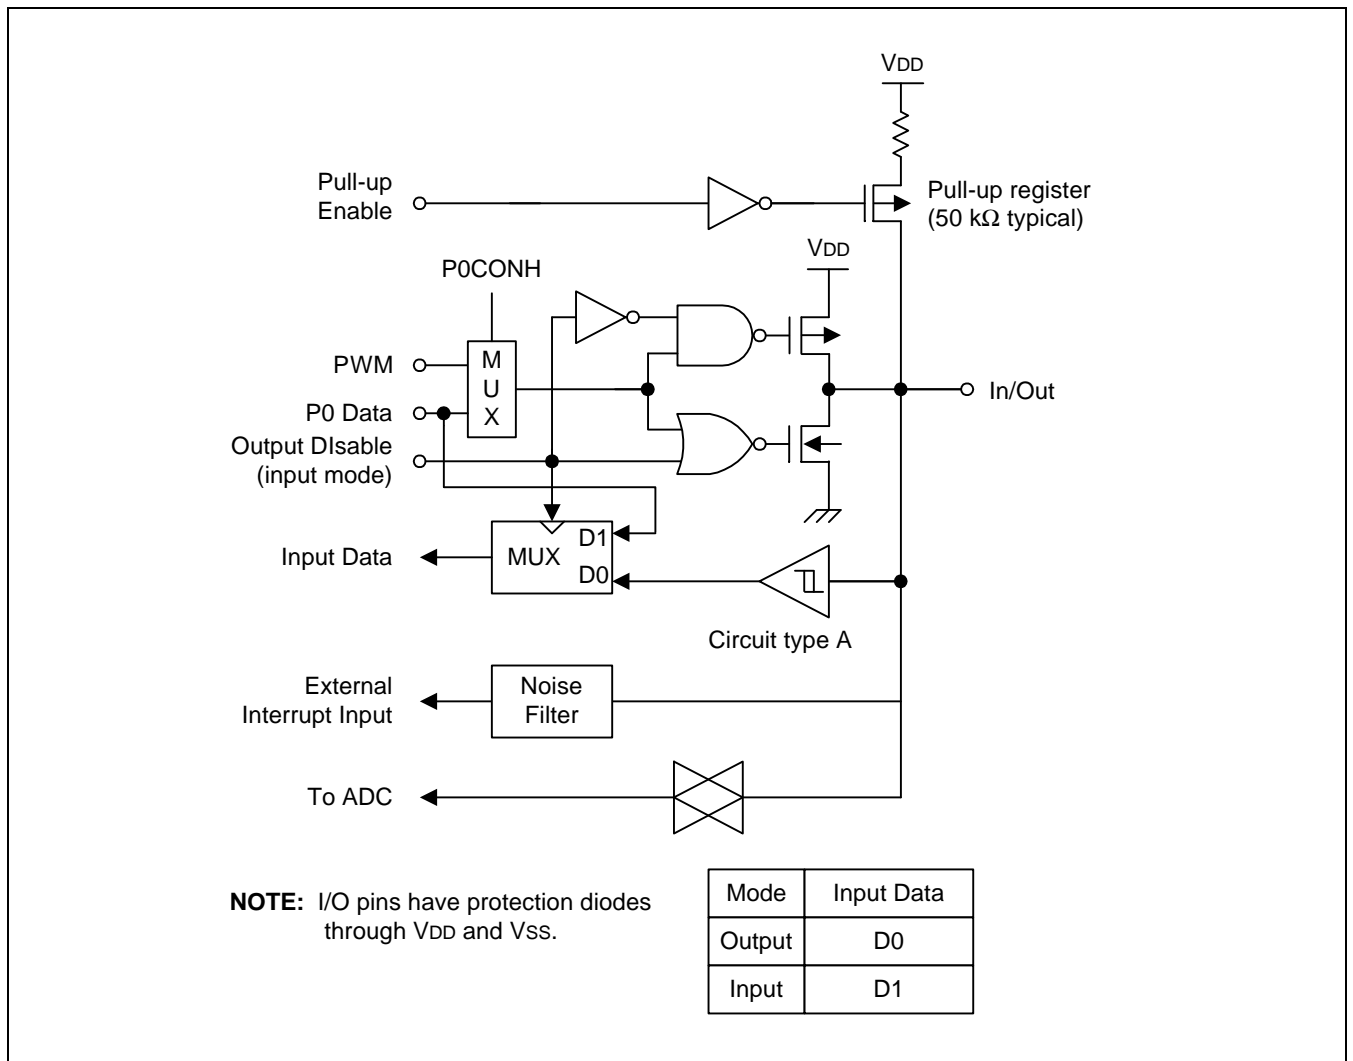 VDD
Pull-up
Enable
Pull-up register
(50 kΩ typical)
VDD
P0CONH
PWM
M
U
X
P0 Data
In/Out
Output DIsable
(input mode)
D1
Input Data
MUX
D0
Circuit type A
External
Interrupt Input
Noise
Filter
To ADC
NOTE: I/O pins have protection diodes
through VDD and VSS.
Mode Input Data
Output D0
Input D1